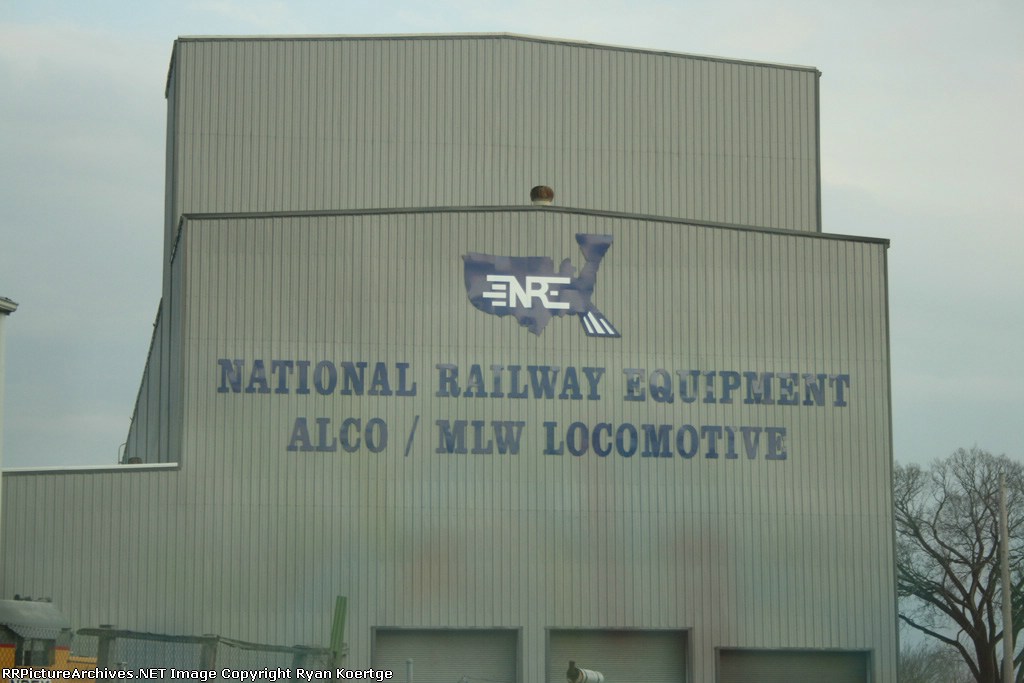 NRE
NATIONAL RAILWAY EQUIPMENT
ALCO / MLW LOCOMOTIVE
RRPictureArchives.NET Image Copyright Ryan Koertge